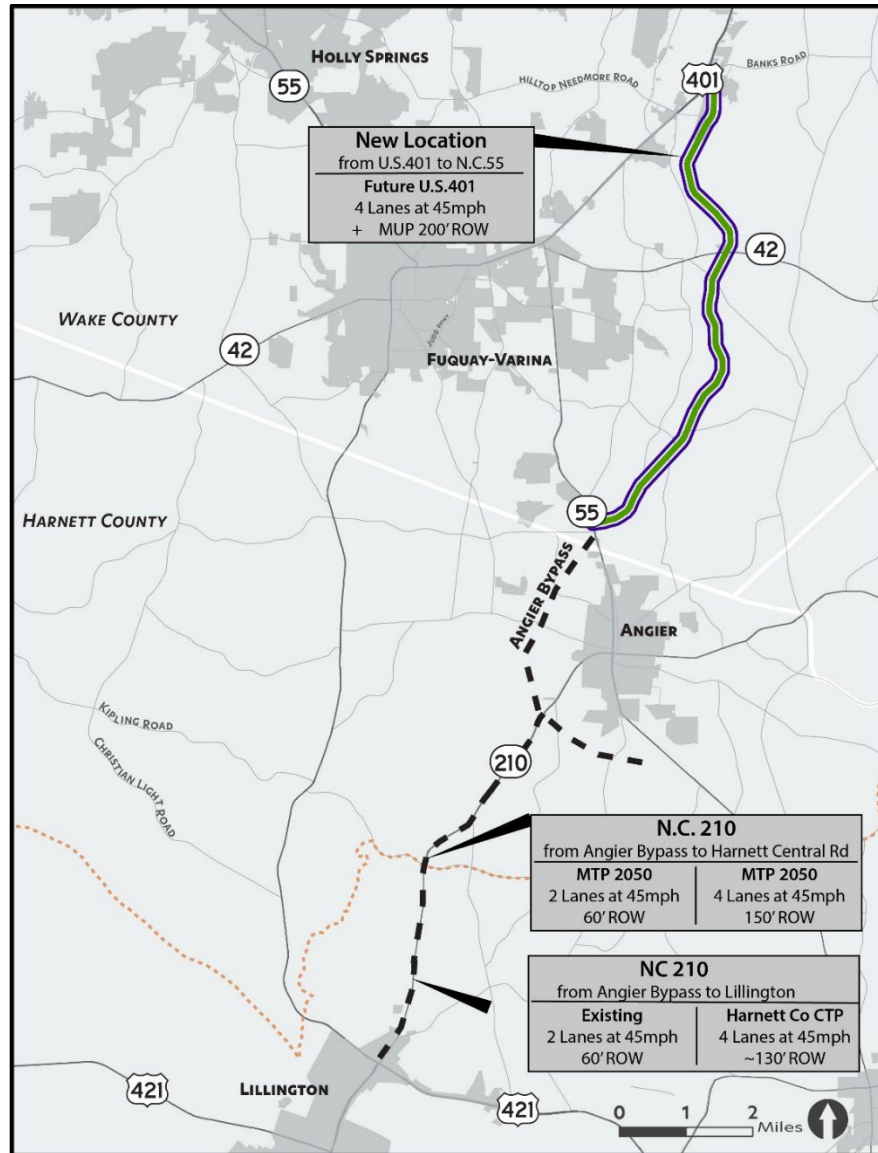 HOLLY SPRINGS
55
HILLTOP NEEDMORE ROAD
401
BANKS ROAD
New Location
from U.S.401 to N.C.55
Future U.S.401
4 Lanes at 45mph
+ MUP 200' ROW
42
WAKE COUNTY
42
JUDD PKWY
FUQUAY-VARINA
HARNETT COUNTY
55
ANGIER BYPASS
ANGIER
KIPLING ROAD
CHRISTIAN LIGHT ROAD
210
N.C. 210
from Angier Bypass to Harnett Central Rd
MTP 2050 MTP 2050
2 Lanes at 45mph 4 Lanes at 45mph
60' ROW 150' ROW
NC 210
from Angier Bypass to Lillington
Existing Harnett Co CTP
2 Lanes at 45mph 4 Lanes at 45mph
60' ROW ~130' ROW
421
LILLINGTON
421
0 1 2
Miles